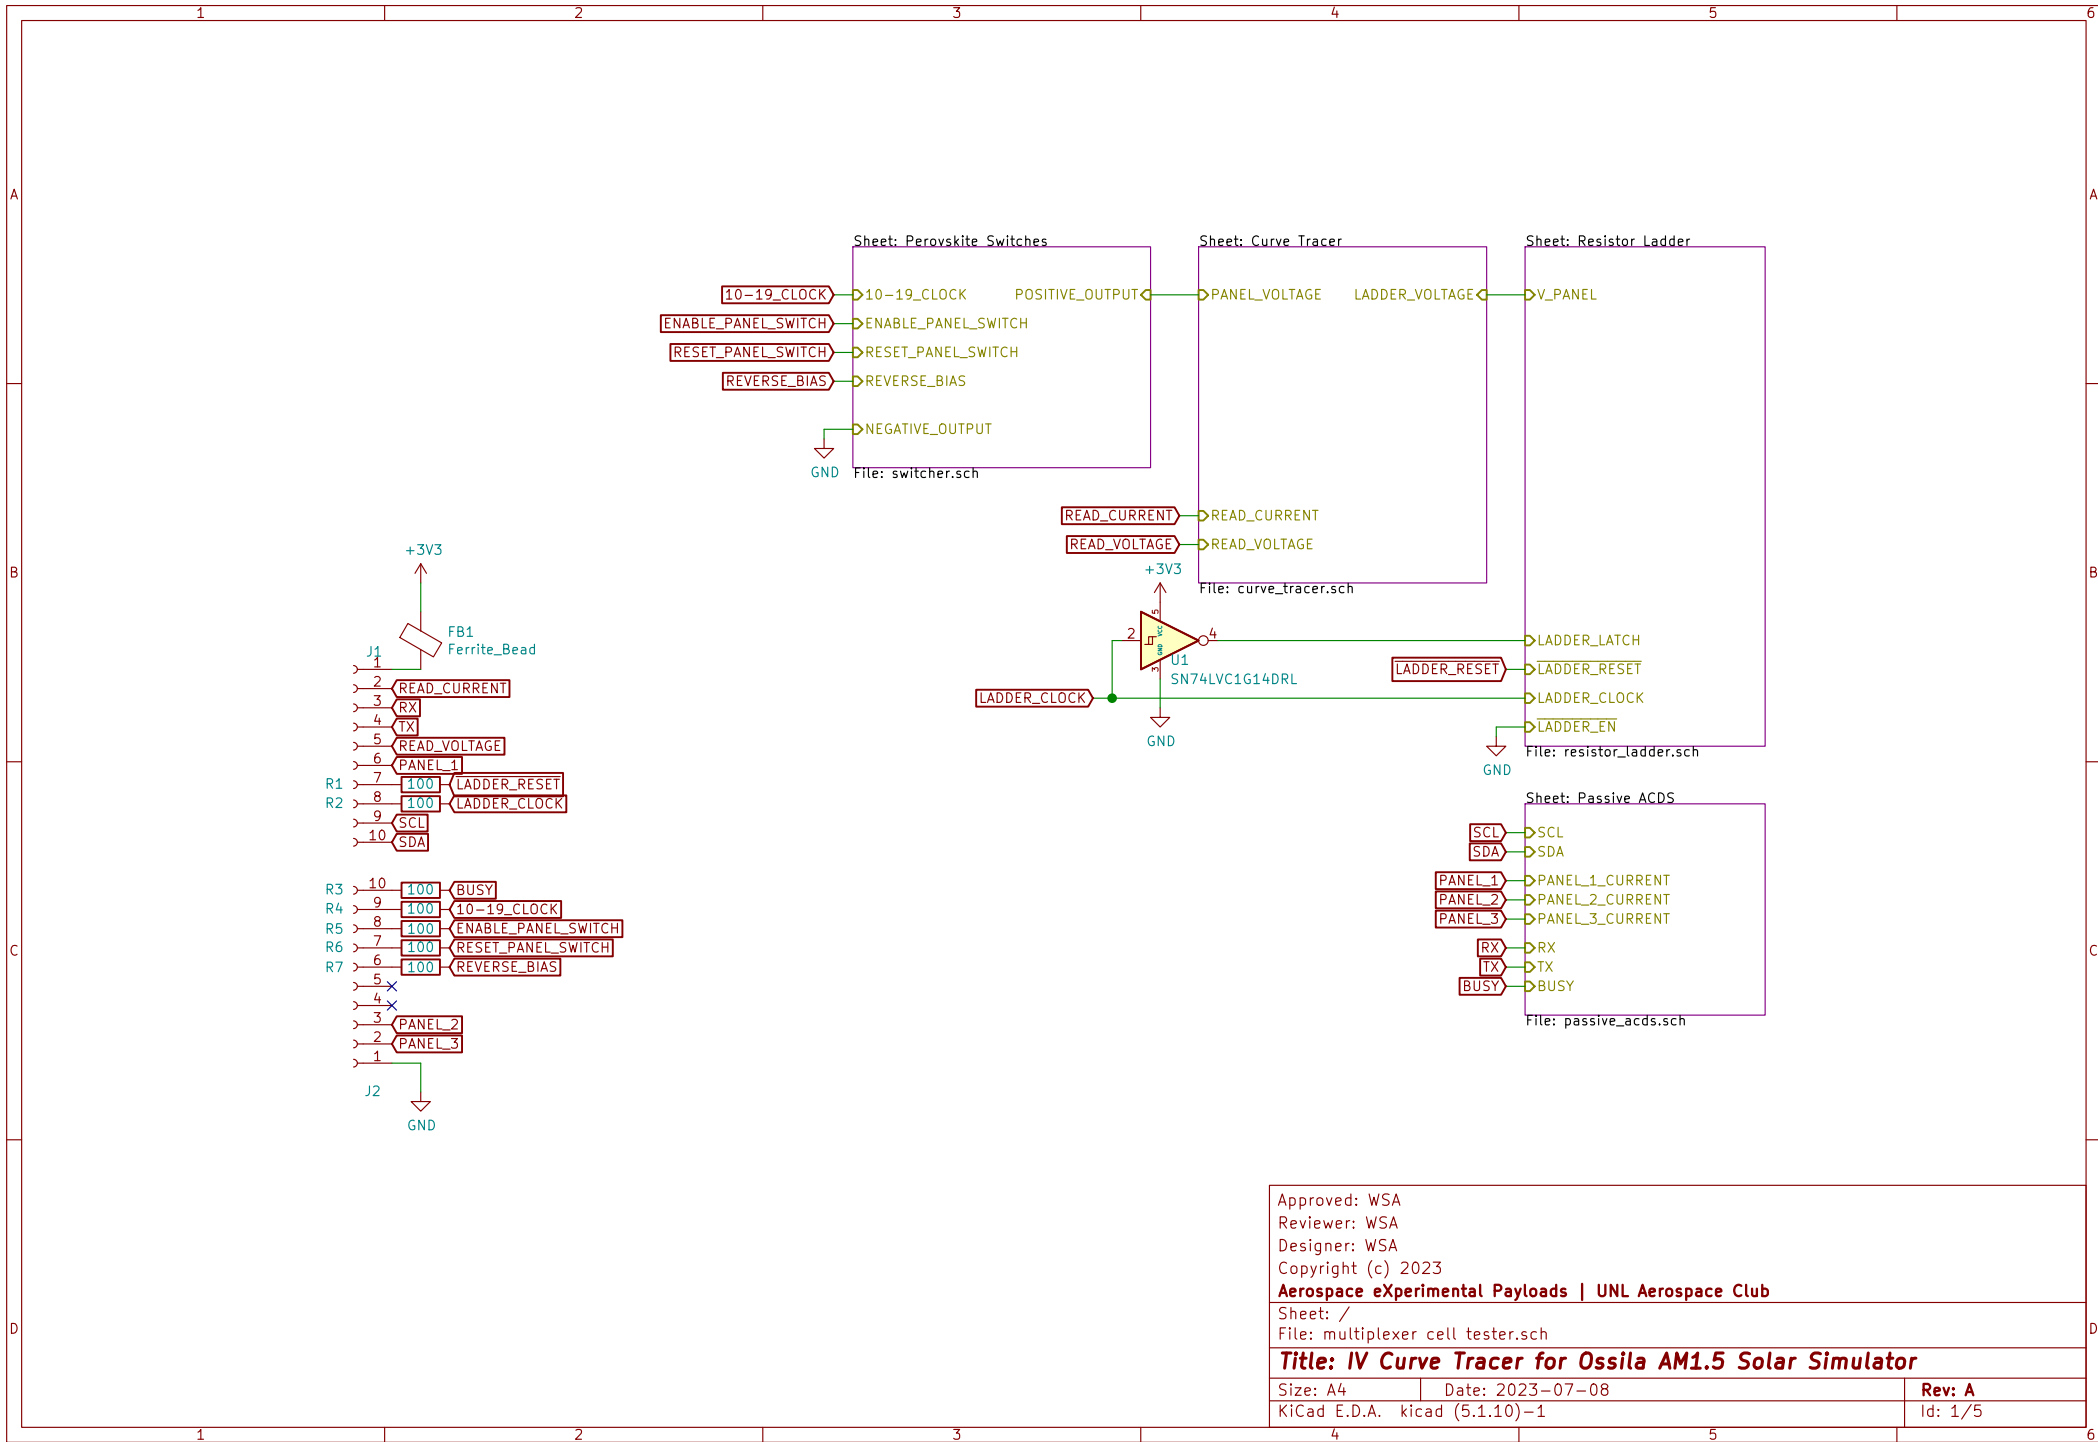 1 2 3 4 5 6
A A
B B
C C
D D
Sheet: Perovskite Switches
10-19_CLOCK 10-19_CLOCK POSITIVE_OUTPUT
ENABLE_PANEL_SWITCH ENABLE_PANEL_SWITCH
RESET_PANEL_SWITCH RESET_PANEL_SWITCH
REVERSE_BIAS REVERSE_BIAS
NEGATIVE_OUTPUT
GND
File: switcher.sch
Sheet: Curve Tracer
PANEL_VOLTAGE LADDER_VOLTAGE
READ_CURRENT READ_CURRENT
READ_VOLTAGE READ_VOLTAGE
File: curve_tracer.sch
Sheet: Resistor Ladder
V_PANEL
LADDER_LATCH
LADDER_RESET LADDER_RESET
LADDER_CLOCK LADDER_CLOCK
LADDER_EN
GND
File: resistor_ladder.sch
+3V3
5
VCC
2 4
GND
3
U1
SN74LVC1G14DRL
GND
+3V3
FB1
Ferrite_Bead
J1
1
2 READ_CURRENT
3 RX
4 TX
5 READ_VOLTAGE
6 PANEL_1
R1 7 100 LADDER_RESET
R2 8 100 LADDER_CLOCK
9 SCL
10 SDA
R3 10 100 BUSY
R4 9 100 10-19_CLOCK
R5 8 100 ENABLE_PANEL_SWITCH
R6 7 100 RESET_PANEL_SWITCH
R7 6 100 REVERSE_BIAS
5
4
3 PANEL_2
2 PANEL_3
1
J2
GND
Sheet: Passive ACDS
SCL SCL
SDA SDA
PANEL_1 PANEL_1_CURRENT
PANEL_2 PANEL_2_CURRENT
PANEL_3 PANEL_3_CURRENT
RX RX
TX TX
BUSY BUSY
File: passive_acds.sch
Approved: WSA
Reviewer: WSA
Designer: WSA
Copyright (c) 2023
Aerospace eXperimental Payloads | UNL Aerospace Club
Sheet: /
File: multiplexer cell tester.sch
Title: IV Curve Tracer for Ossila AM1.5 Solar Simulator
Size: A4 Date: 2023-07-08 Rev: A
KiCad E.D.A. kicad (5.1.10)-1 Id: 1/5
1 2 3 4 5 6